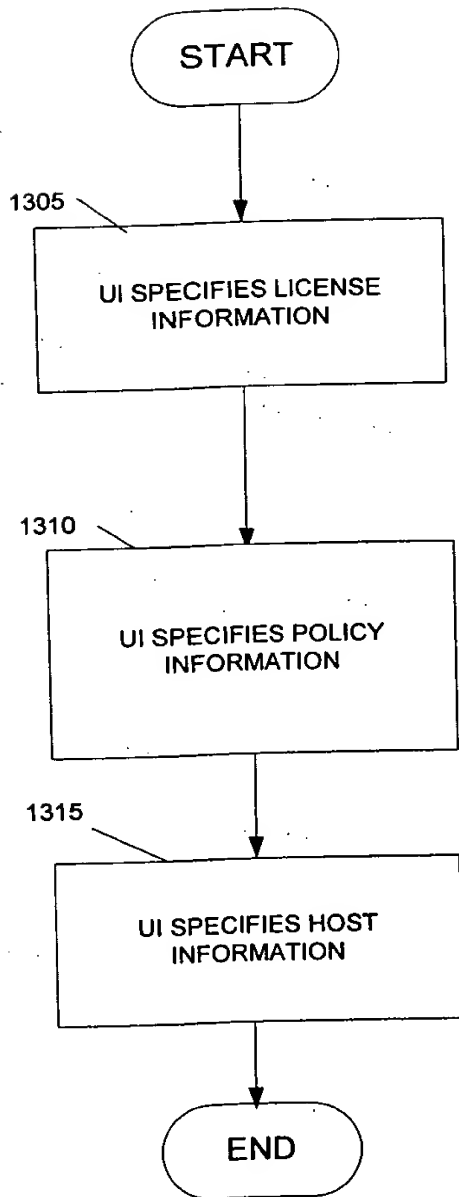 START
1305
UI SPECIFIES LICENSE
INFORMATION
1310
UI SPECIFIES POLICY
INFORMATION
1315
UI SPECIFIES HOST
INFORMATION
END